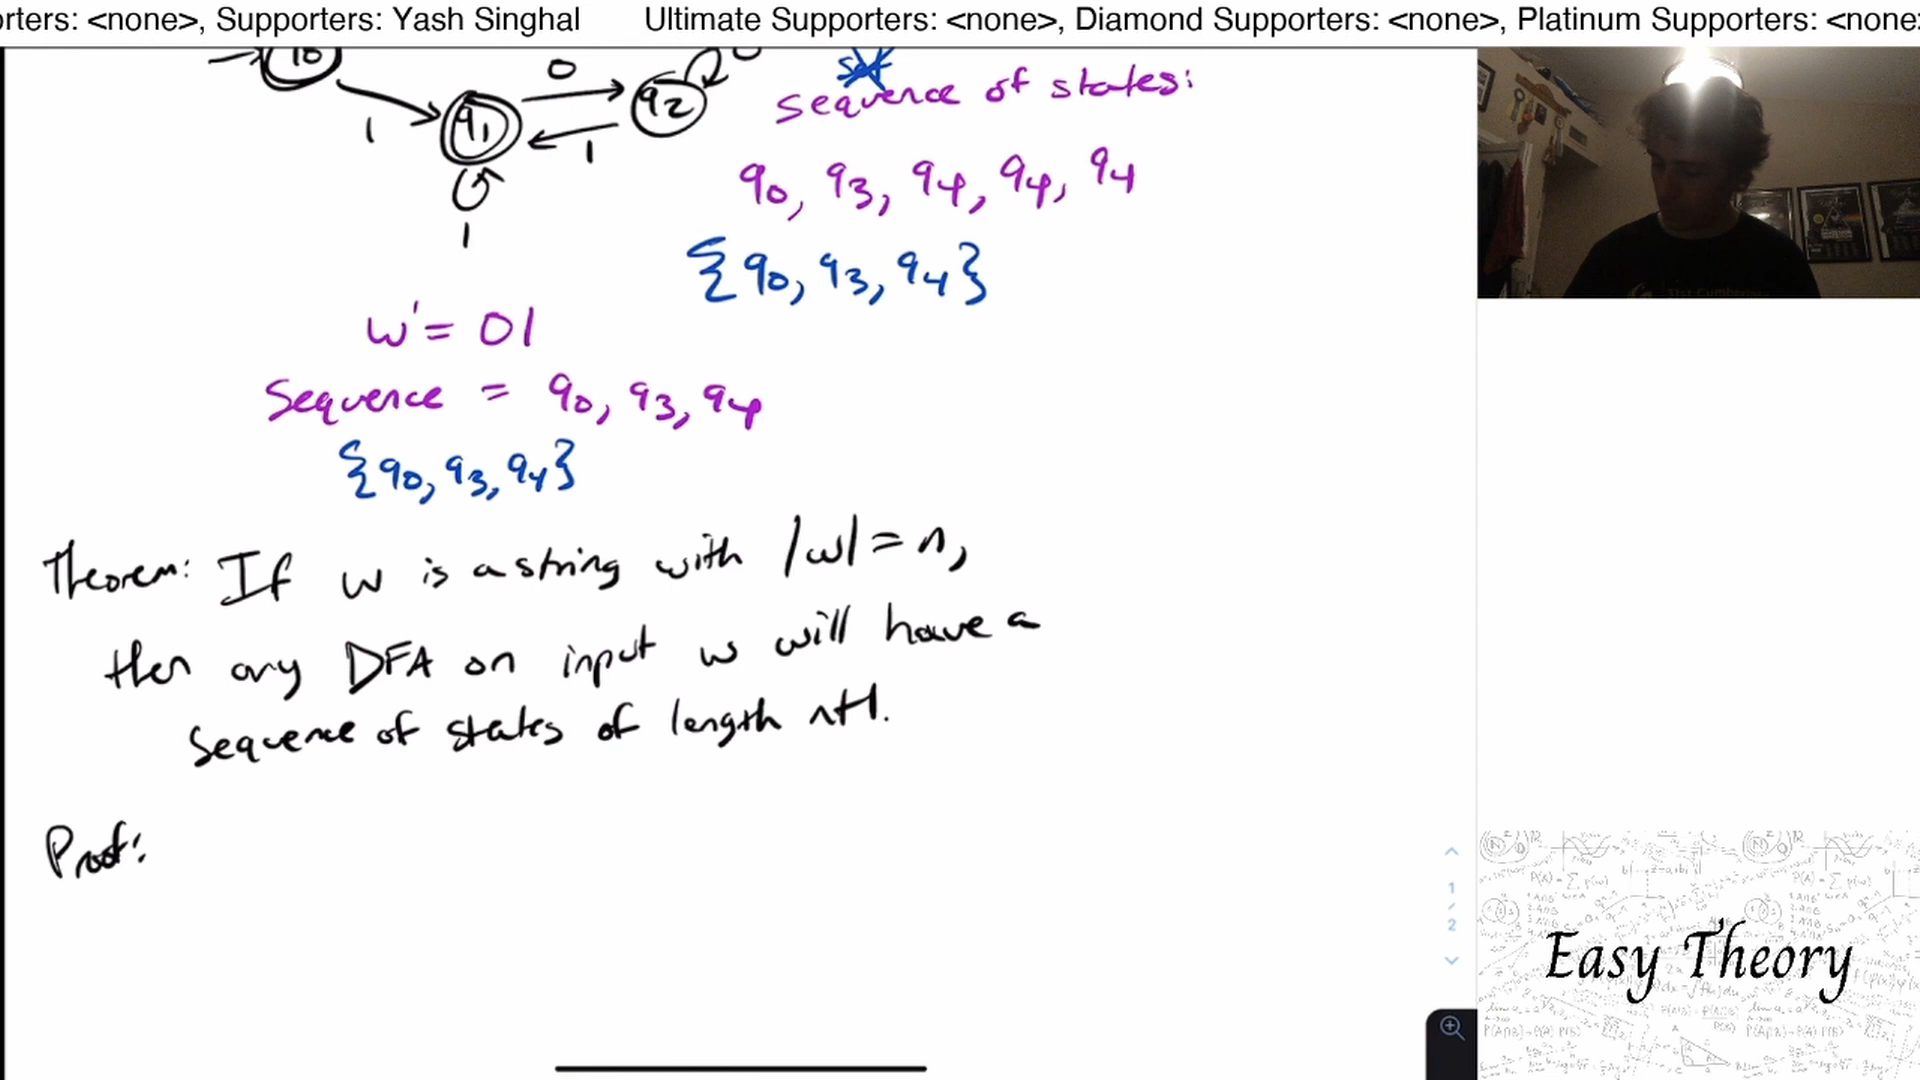 rters: <none>, Supporters: Yash Singhal Ultimate Supporters: <none>, Diamond Supporters: <none>, Platinum Supporters: <none
0
q1
q2
1
1
1
Sequence of states:
q0, q3, q4, q4, q4
{q0, q3, q4}
w' = 01
Sequence = q0, q3, q4
{q0, q3, q4}
Theorem: If w is a string with |w| = n,
then any DFA on input w will have a
sequence of states of length n+1.
Proof:
1
2
Easy Theory